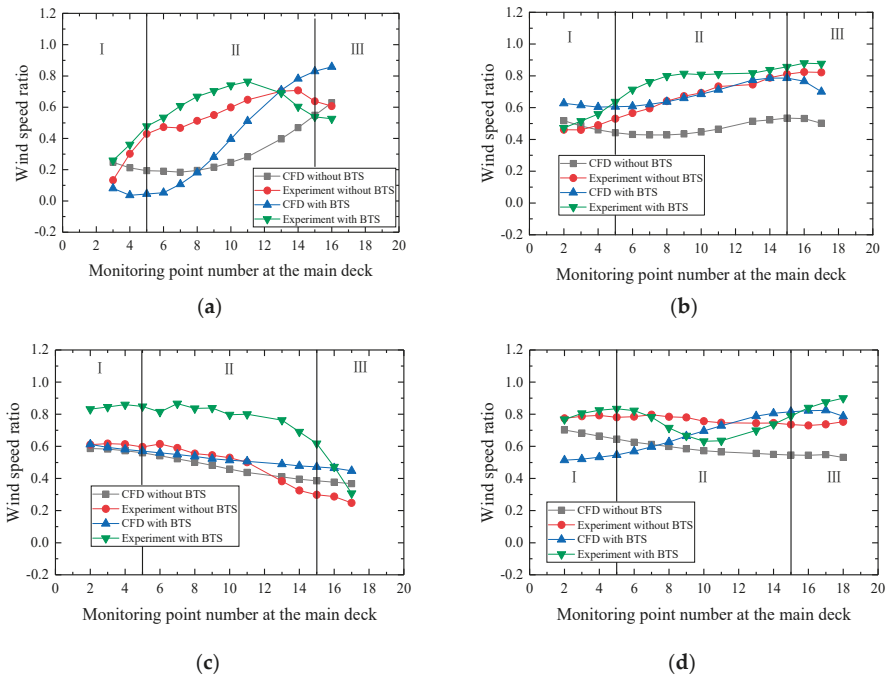 I II III
1.2
1.0
0.8
0.6
0.4
0.2
0.0
-0.2
Wind speed ratio
CFD without BTS
Experiment without BTS
CFD with BTS
Experiment with BTS
0 2 4 6 8 10 12 14 16 18 20
Monitoring point number at the main deck
(a)
I II III
1.2
1.0
0.8
0.6
0.4
0.2
0.0
-0.2
Wind speed ratio
CFD without BTS
Experiment without BTS
CFD with BTS
Experiment with BTS
0 2 4 6 8 10 12 14 16 18 20
Monitoring point number at the main deck
(b)
I II III
1.2
1.0
0.8
0.6
0.4
0.2
0.0
-0.2
Wind speed ratio
CFD without BTS
Experiment without BTS
CFD with BTS
Experiment with BTS
0 2 4 6 8 10 12 14 16 18 20
Monitoring point number at the main deck
(c)
1.2
1.0
0.8
0.6
0.4
0.2
0.0
-0.2
Wind speed ratio
I II III
CFD without BTS
Experiment without BTS
CFD with BTS
Experiment with BTS
0 2 4 6 8 10 12 14 16 18 20
Monitoring point number at the main deck
(d)